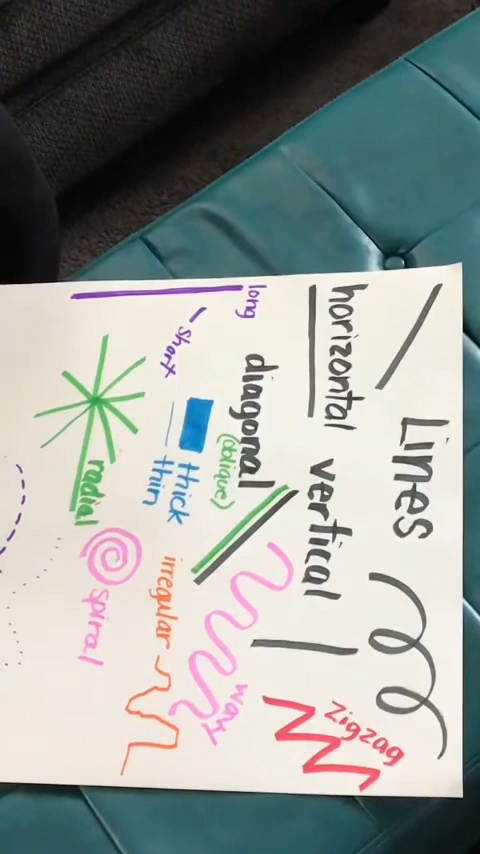 Lines
horizontal vertical
zigzag
long
diagonal
(oblique)
wavy
short
thick
thin
irregular
radial
spiral